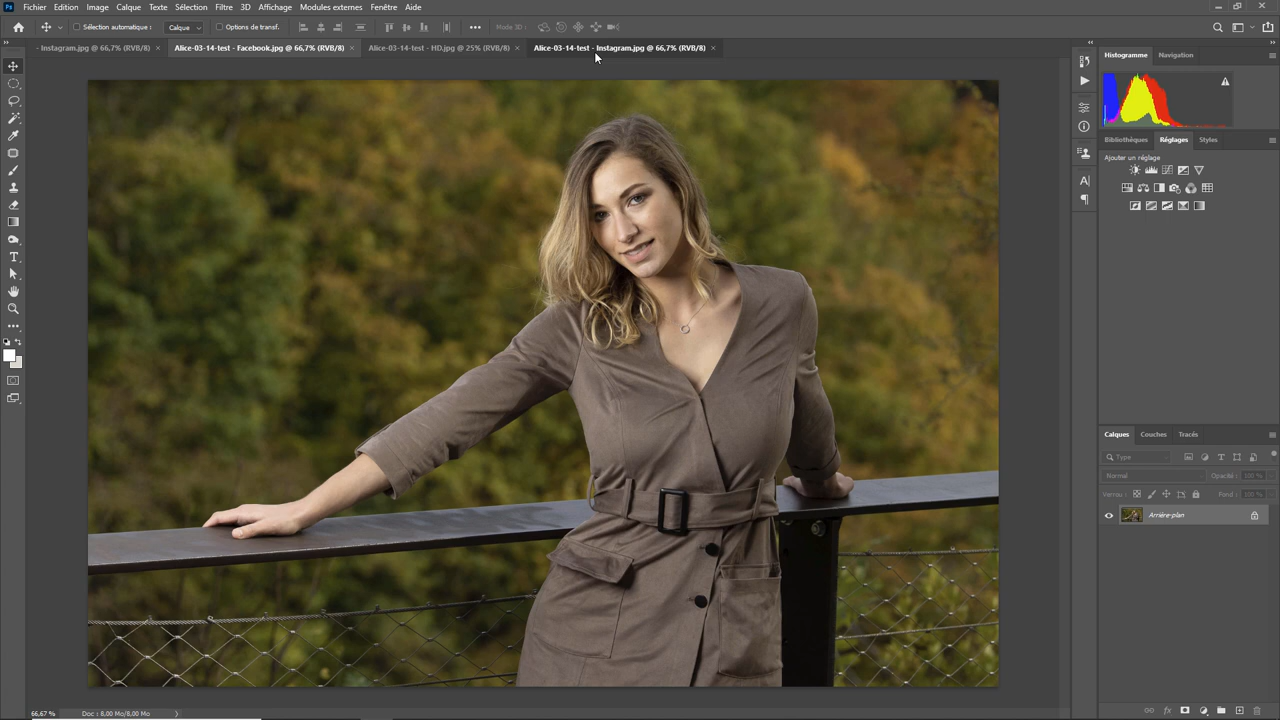 Ps Fichier Edition Image Calque Texte Sélection Filtre 3D Affichage Modules externes Fenêtre Aide
Sélection automatique : Calque Options de transf. Mode 3D :
- Instagram.jpg @ 66,7% (RVB/8) × Alice-03-14-test - Facebook.jpg @ 66,7% (RVB/8) × Alice-03-14-test - HD.jpg @ 25% (RVB/8) × Alice-03-14-test - Instagram.jpg @ 66,7% (RVB/8) ×
Histogramme Navigation
Bibliothèques Réglages Styles
Ajouter un réglage
Calques Couches Tracés
Type
Normal Opacité : 100 %
Verrou : Fond : 100 %
Arrière-plan
66,67 % Doc : 8,00 Mo/8,00 Mo